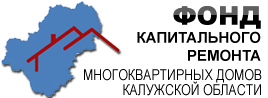 ФОНД
КАПИТАЛЬНОГО
РЕМОНТА
МНОГОКВАРТИРНЫХ ДОМОВ
КАЛУЖСКОЙ ОБЛАСТИ